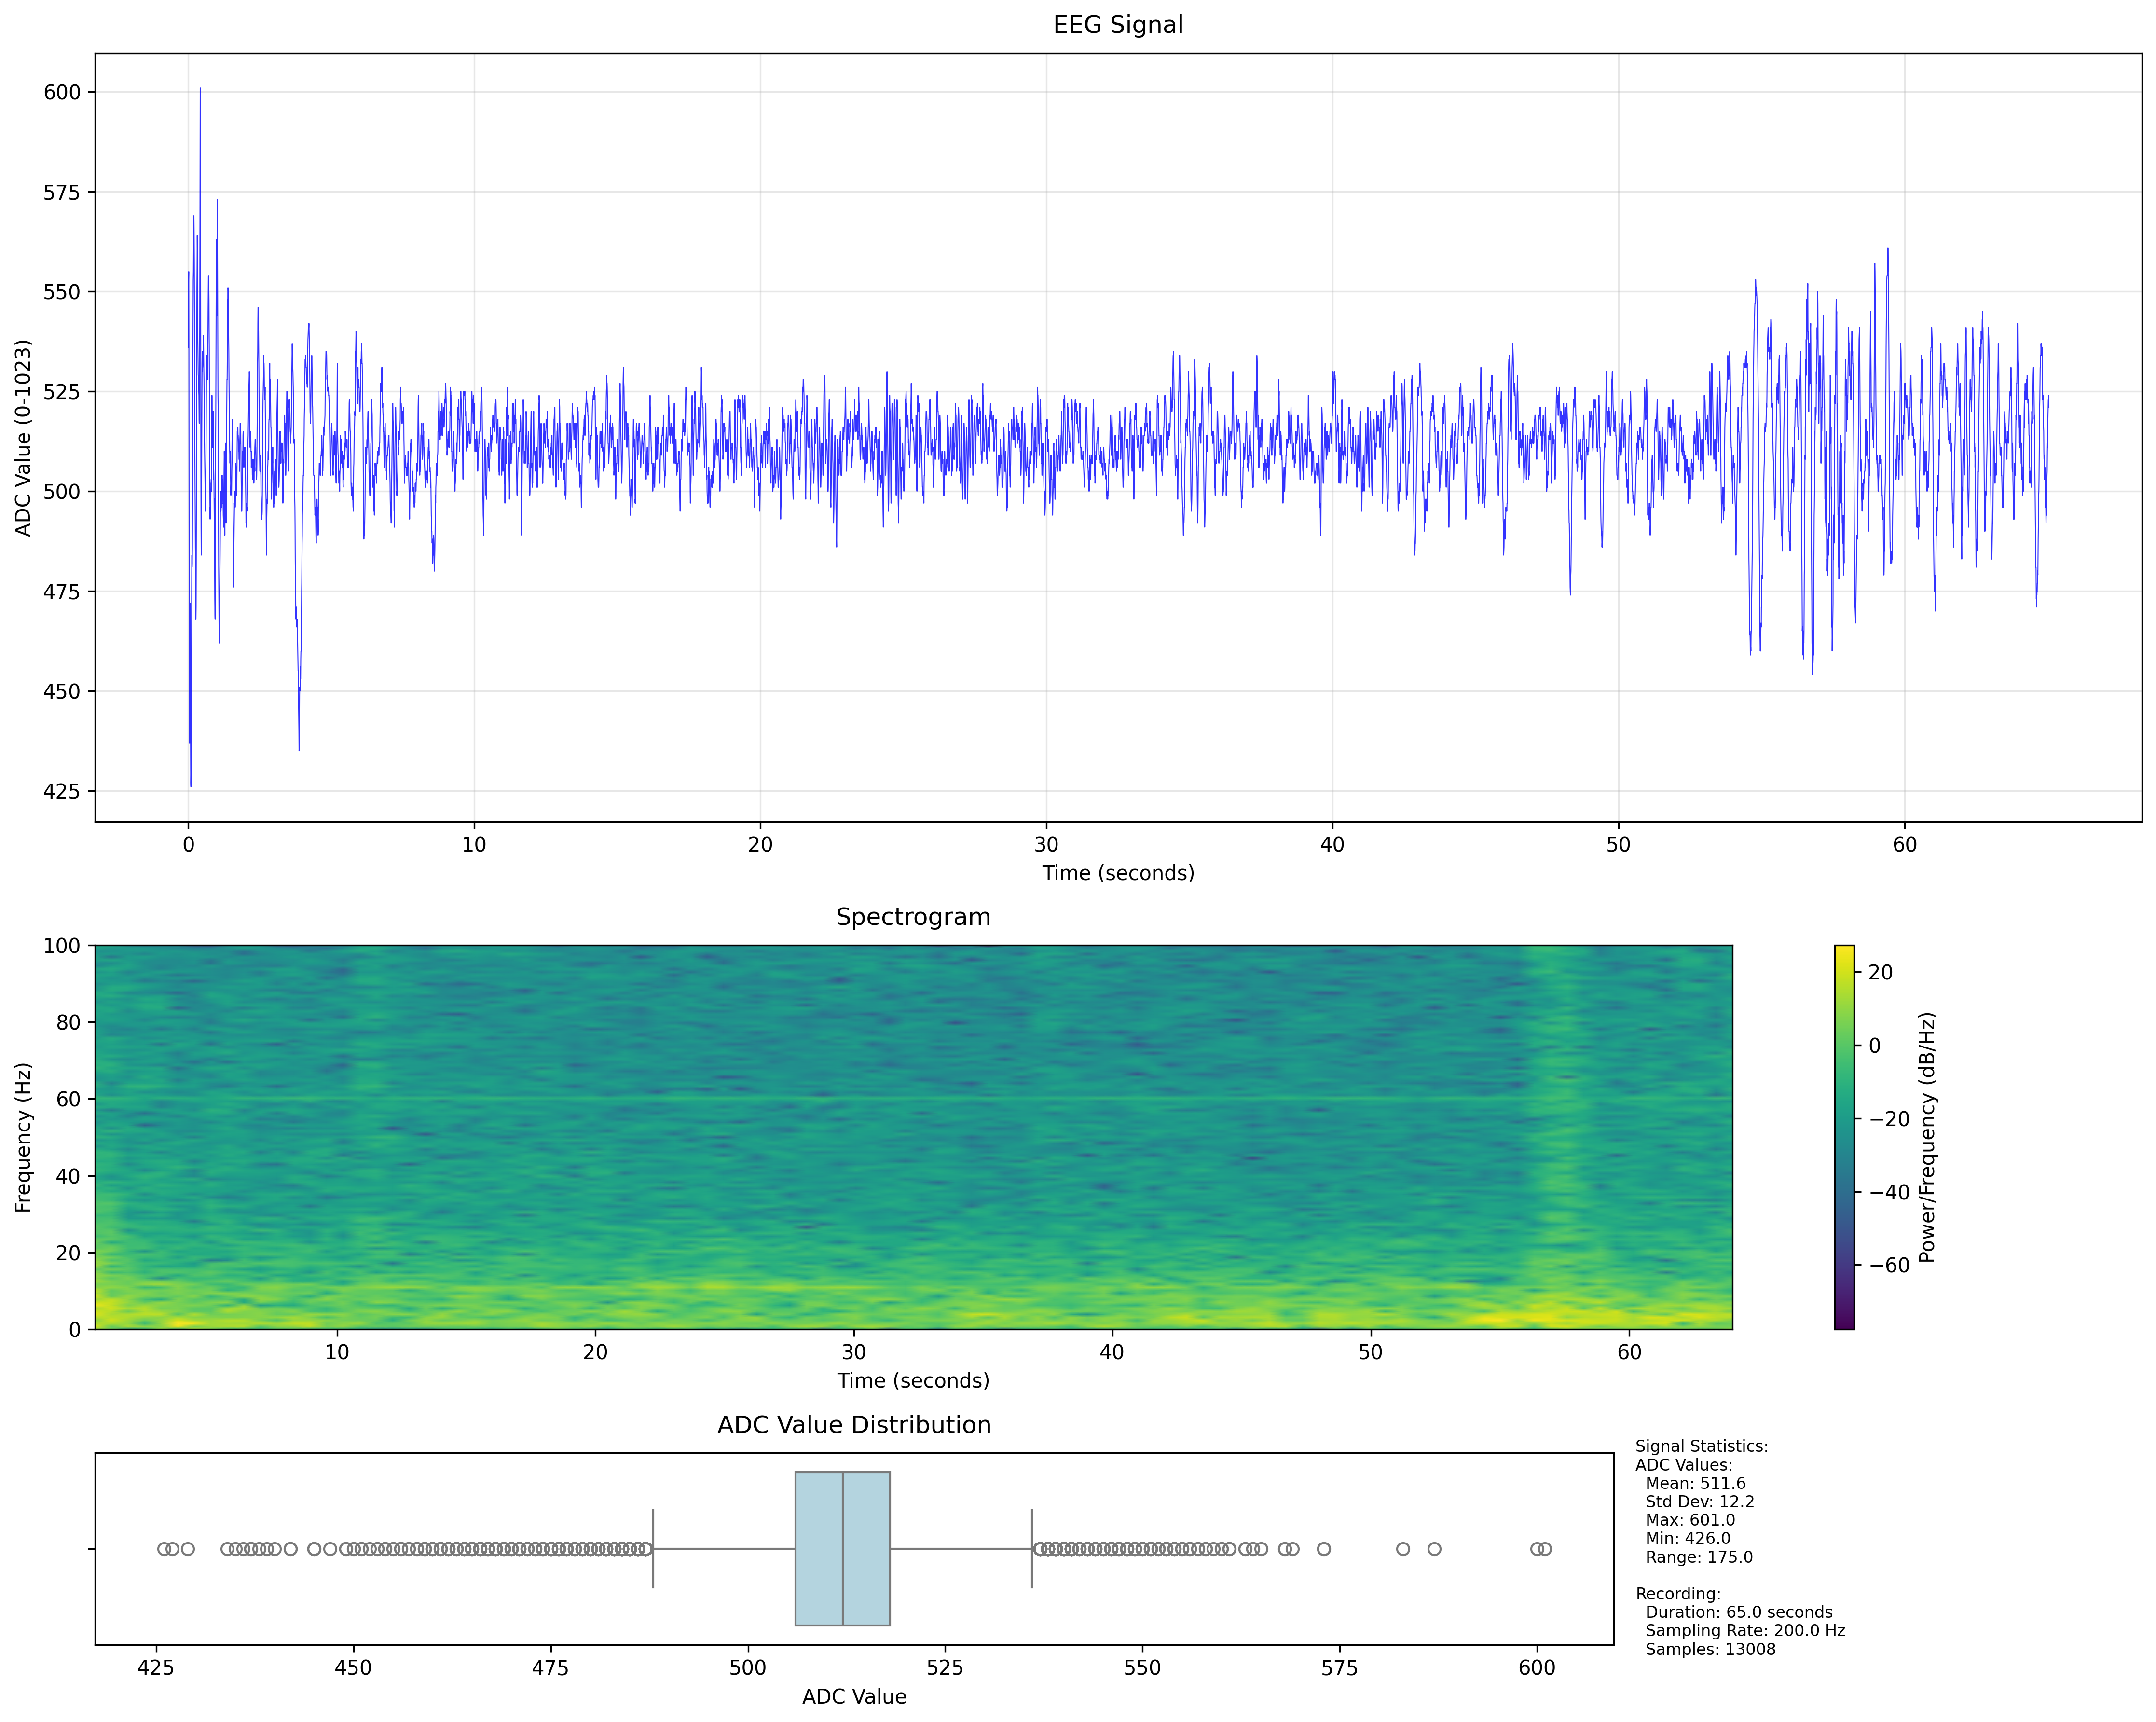 EEG Signal
600
575
550
525
500
475
450
425
ADC Value (0-1023)
0 10 20 30 40 50 60
Time (seconds)
Spectrogram
100
80
60
40
20
0
Frequency (Hz)
10 20 30 40 50 60
Time (seconds)
20
0
−20
−40
−60
Power/Frequency (dB/Hz)
ADC Value Distribution
425 450 475 500 525 550 575 600
ADC Value
Signal Statistics:
ADC Values:
Mean: 511.6
Std Dev: 12.2
Max: 601.0
Min: 426.0
Range: 175.0
Recording:
Duration: 65.0 seconds
Sampling Rate: 200.0 Hz
Samples: 13008